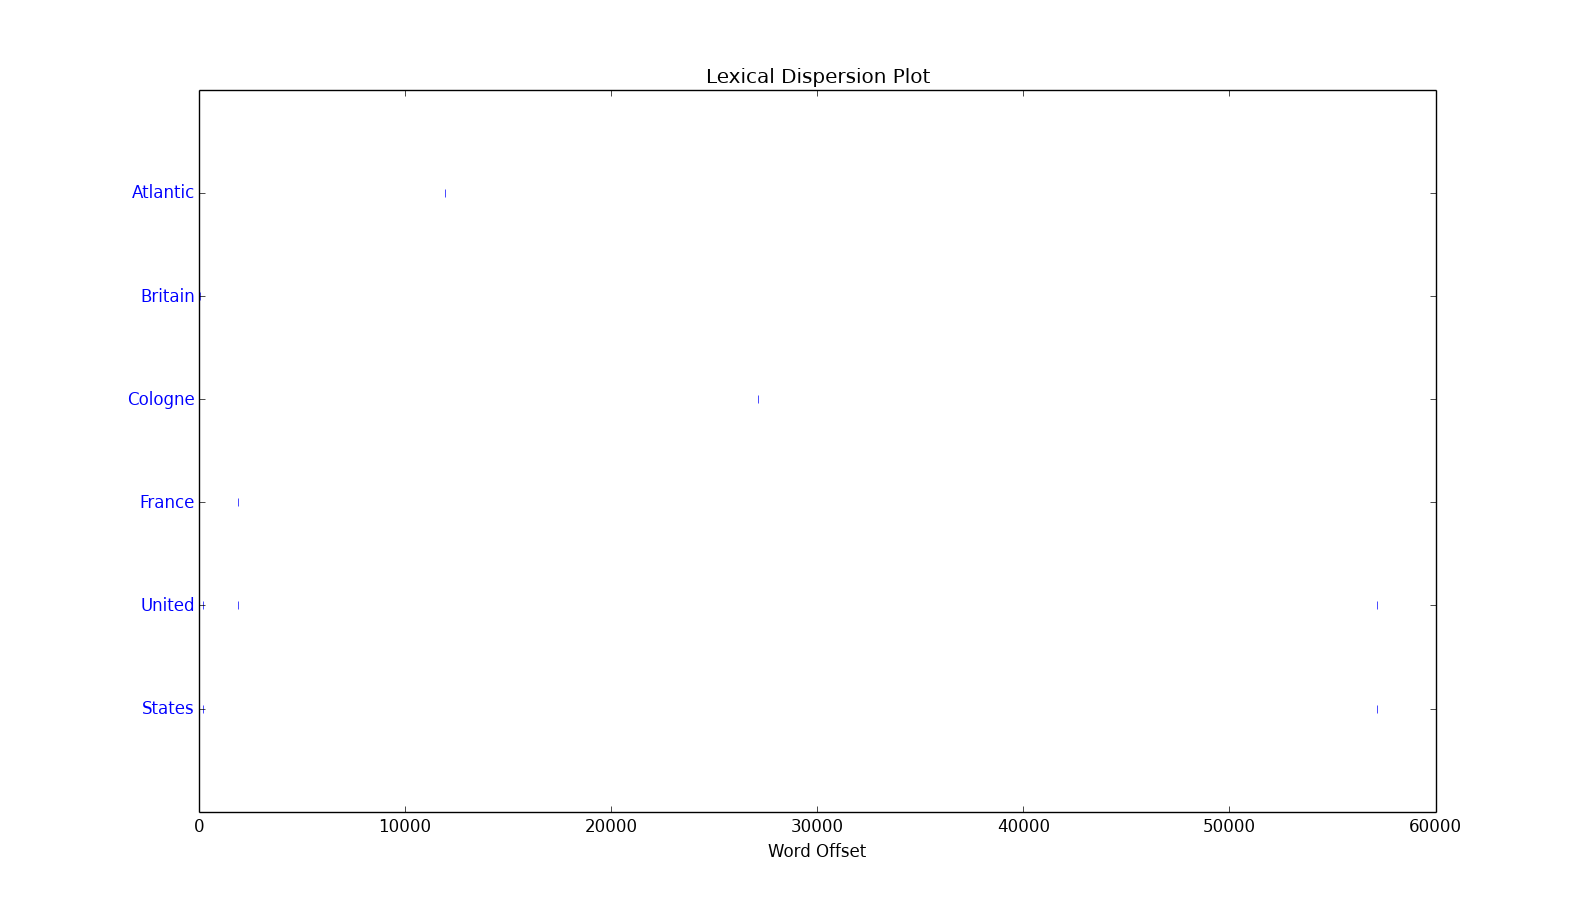 Lexical Dispersion Plot
Atlantic
Britain
Cologne
France
United
States
0 10000 20000 30000 40000 50000 60000
Word Offset